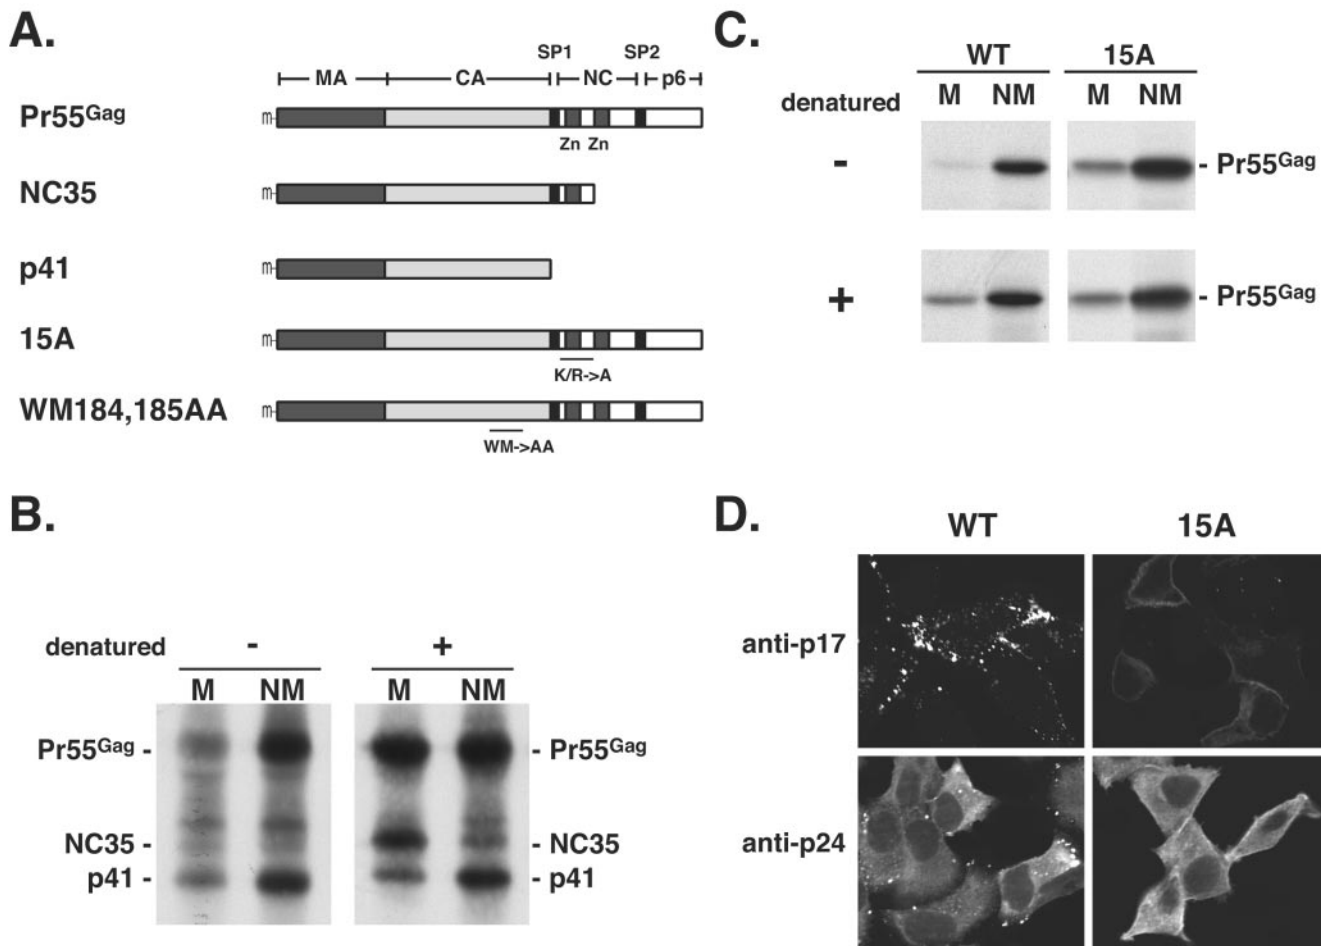 A.
SP1 SP2
MA CA NC p6
Pr55Gag m
Zn Zn
NC35 m
p41 m
15A m
K/R->A
WM184,185AA m
WM->AA
B.
denatured - +
M NM M NM
Pr55Gag - - Pr55Gag
NC35 - - NC35
p41 - - p41
C.
WT 15A
denatured M NM M NM
- - Pr55Gag
+ - Pr55Gag
D.
WT 15A
anti-p17
anti-p24